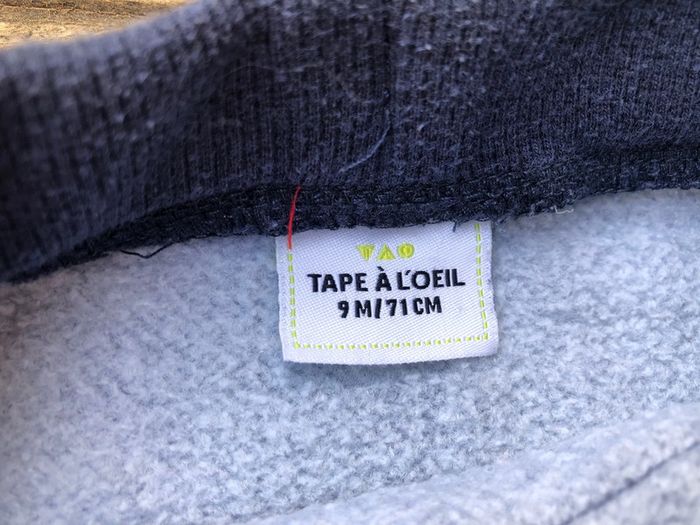 TAO
TAPE À L'OEIL
9 M/71 CM